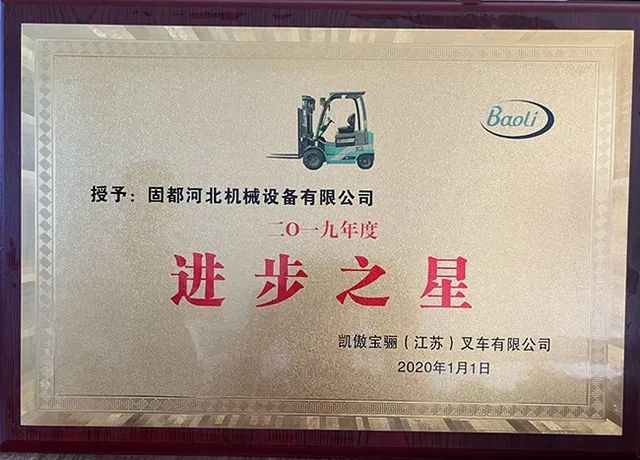 Baoli
授予：固都河北机械设备有限公司
二O一九年度
进步之星
凯傲宝骊（江苏）叉车有限公司
2020年1月1日